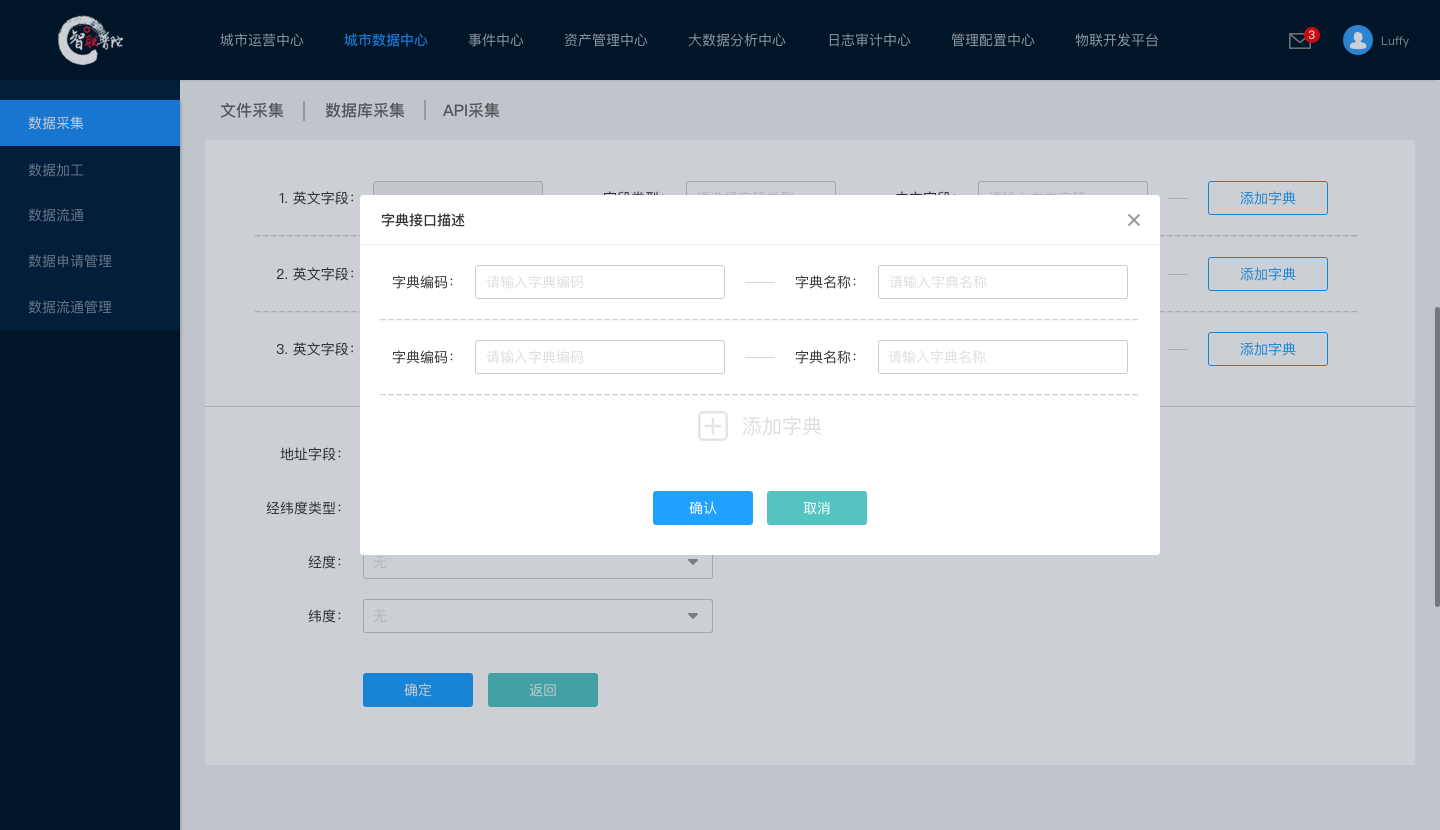 智联普陀
城市运营中心 城市数据中心 事件中心 资产管理中心 大数据分析中心 日志审计中心 管理配置中心 物联开发平台 3 Luffy
数据采集
数据加工
数据流通
数据申请管理
数据流通管理
文件采集 数据库采集 API采集
1. 英文字段: 添加字典
2. 英文字段: 添加字典
3. 英文字段: 添加字典
字典接口描述
字典编码: 请输入字典编码 字典名称: 请输入字典名称
字典编码: 请输入字典编码 字典名称: 请输入字典名称
添加字典
确认 取消
地址字段:
经纬度类型:
经度: 无
纬度: 无
确定 返回